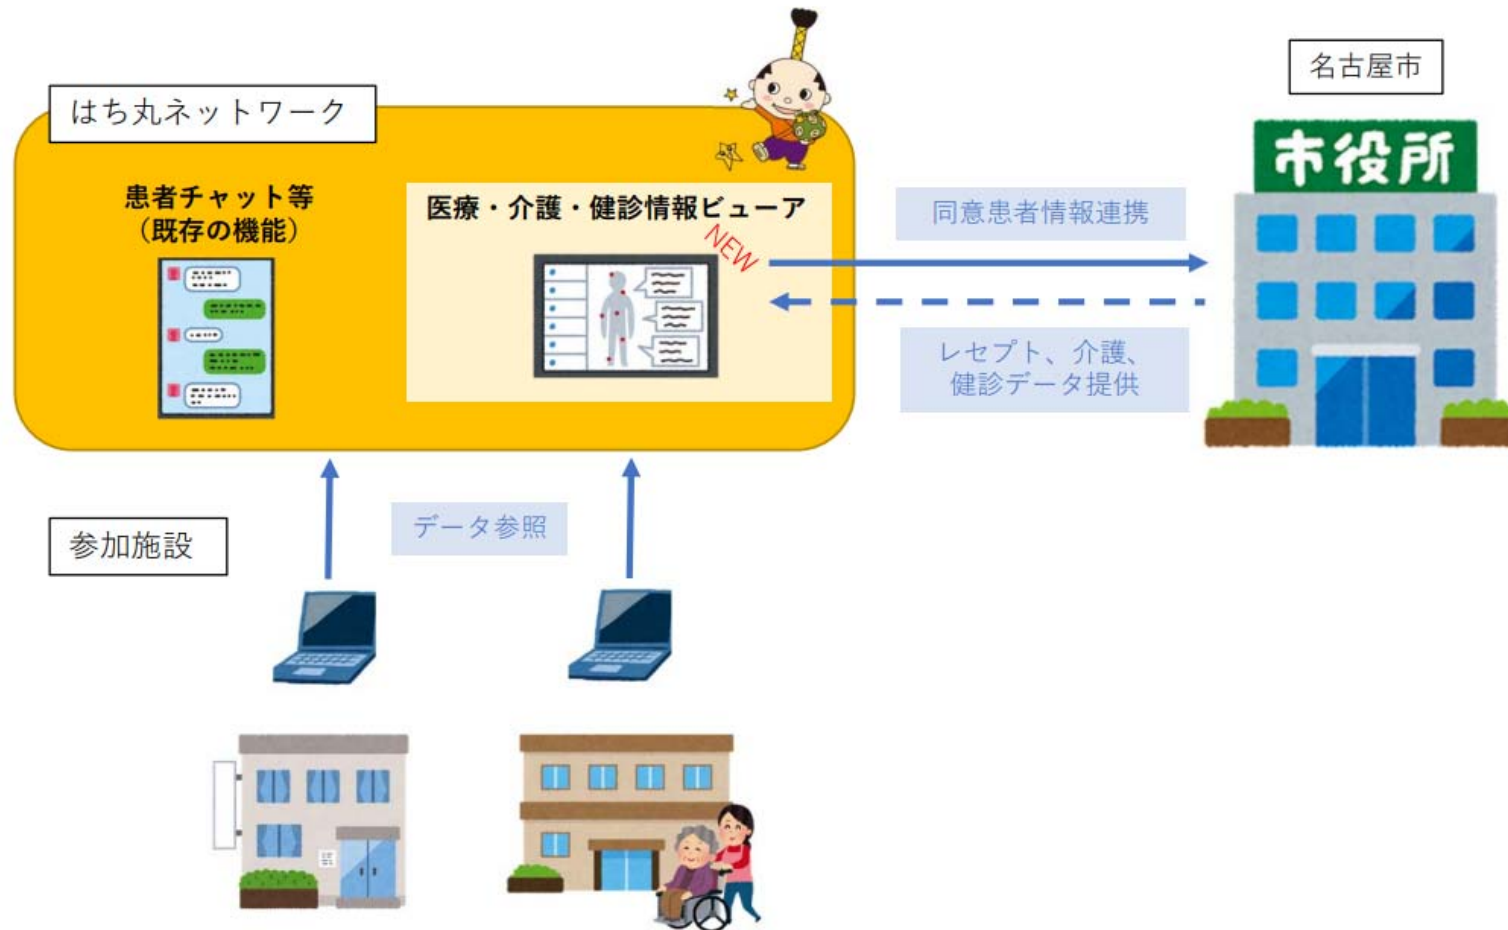 はち丸ネットワーク
患者チャット等
（既存の機能）
医療・介護・健診情報ビューア
NEW
同意患者情報連携
レセプト、介護、
健診データ提供
名古屋市
市役所
参加施設
データ参照